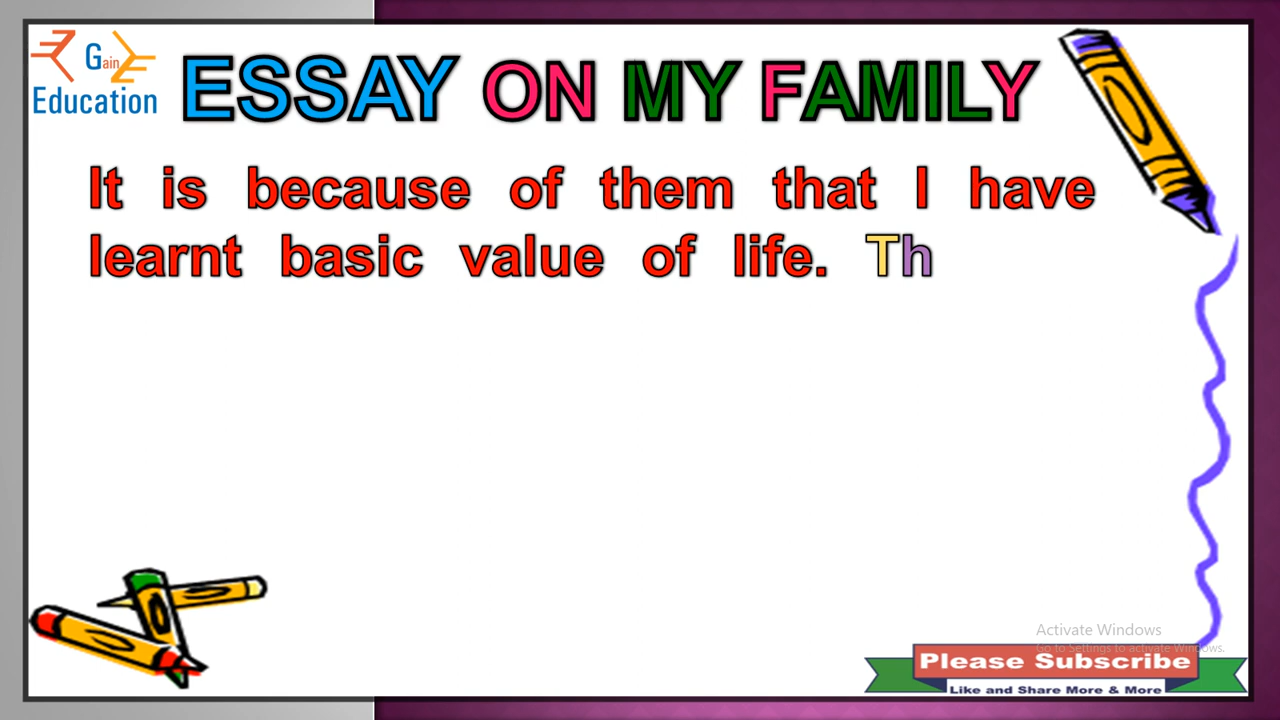 Gain
Education
ESSAY ON MY FAMILY
It is because of them that I have
learnt basic value of life. Th
Activate Windows
Go to Settings to activate Windows.
Please Subscribe
Like and Share More & More